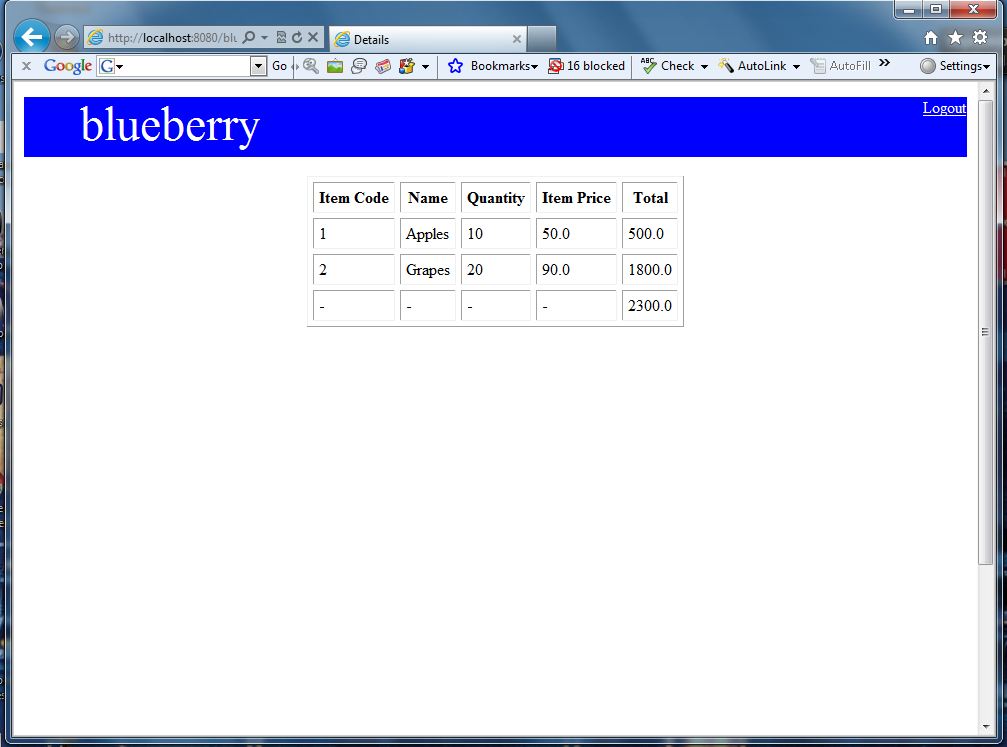 http://localhost:8080/blu
Details
x Google G Go Bookmarks 16 blocked ABC Check AutoLink AutoFill » Settings
blueberry
Logout
Item Code Name Quantity Item Price Total
1 Apples 10 50.0 500.0
2 Grapes 20 90.0 1800.0
- - - - 2300.0